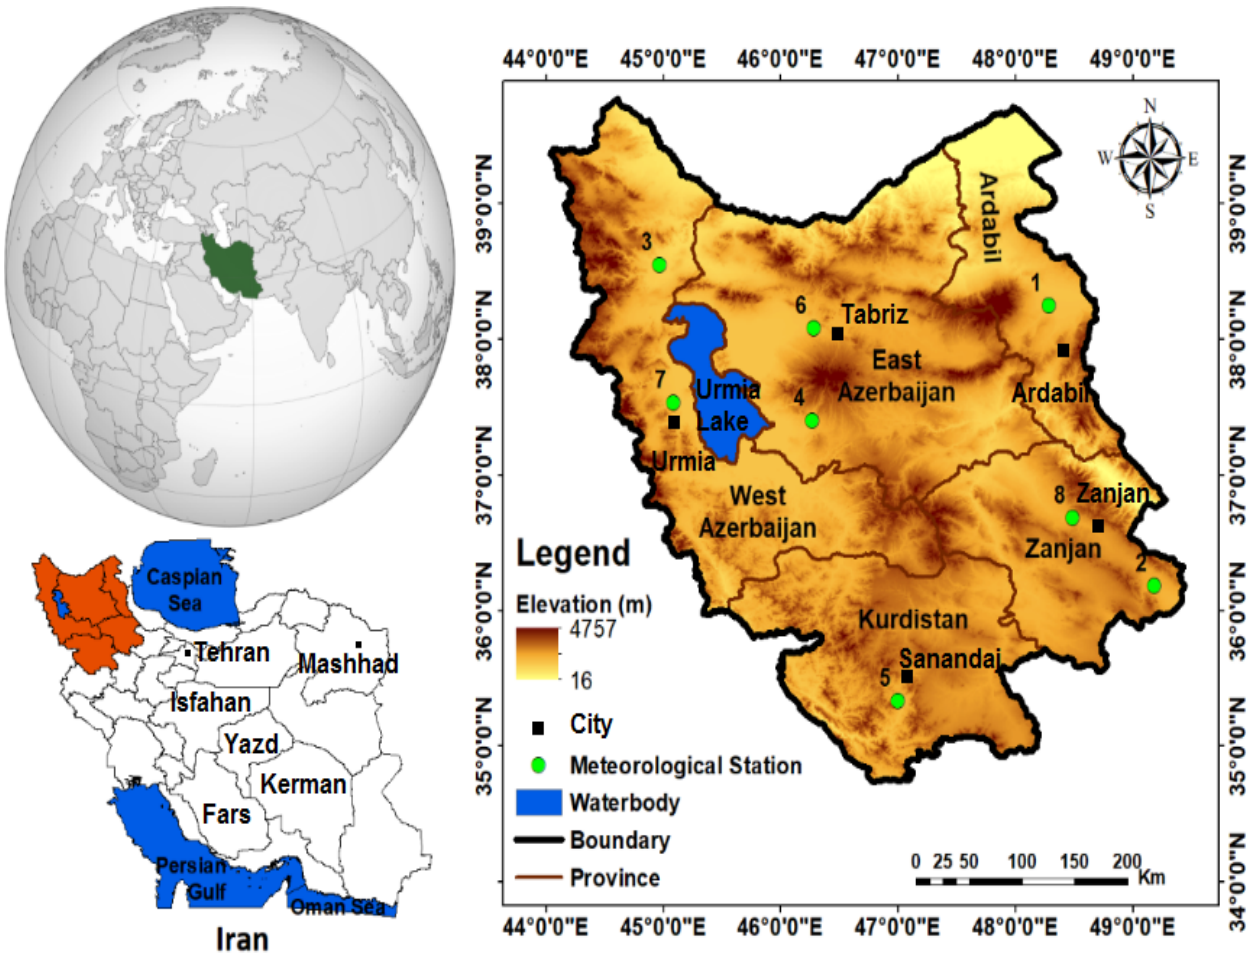 44°0'0"E 45°0'0"E 46°0'0"E 47°0'0"E 48°0'0"E 49°0'0"E
N
W E
S
39°0'0"N
38°0'0"N
37°0'0"N
36°0'0"N
35°0'0"N
34°0'0"N
39°0'0"N
38°0'0"N
37°0'0"N
36°0'0"N
35°0'0"N
34°0'0"N
Ardabil
3
1
6
Tabriz
East
Azerbaijan
7
4
Urmia
Lake
Ardabil
Urmia
West
Azerbaijan
8 Zanjan
Zanjan
2
Kurdistan
Sanandaj
5
Legend
Elevation (m)
4757
16
City
Meteorological Station
Waterbody
Boundary
Province
0 25 50 100 150 200
Km
44°0'0"E 45°0'0"E 46°0'0"E 47°0'0"E 48°0'0"E 49°0'0"E
Caspian
Sea
Tehran
Mashhad
Isfahan
Yazd
Kerman
Fars
Persian
Gulf
Oman Sea
Iran